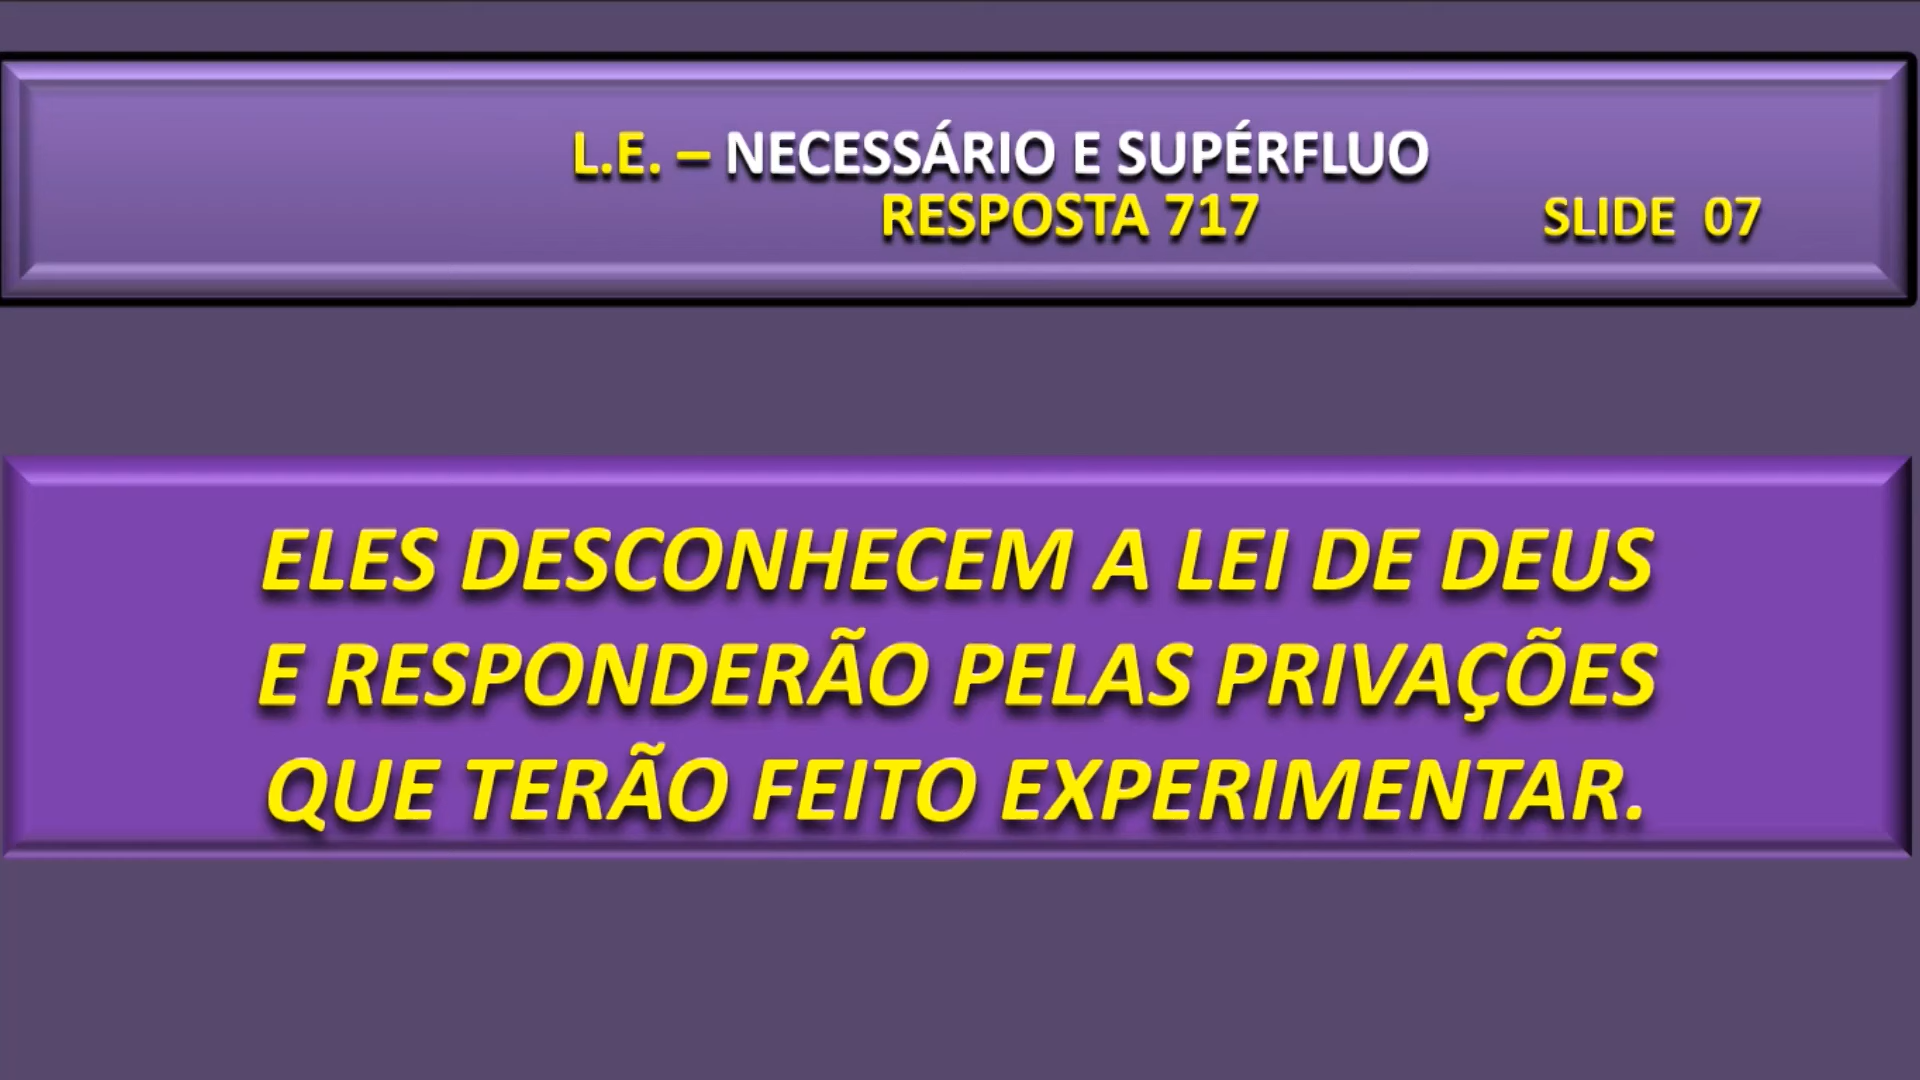 L.E. – NECESSÁRIO E SUPÉRFLUO
RESPOSTA 717 SLIDE 07
ELES DESCONHECEM A LEI DE DEUS
E RESPONDERÃO PELAS PRIVAÇÕES
QUE TERÃO FEITO EXPERIMENTAR.